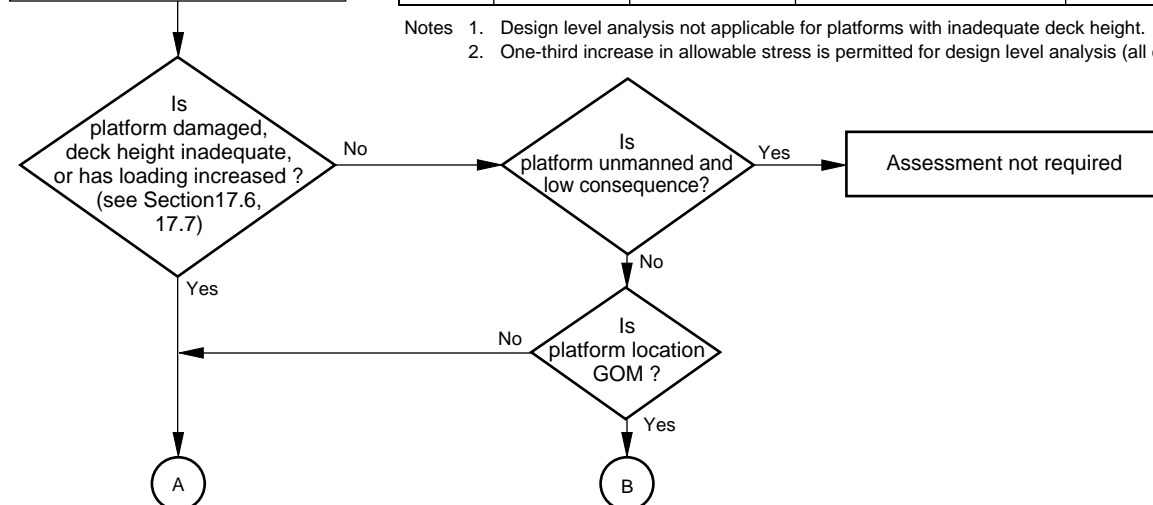 Notes 1. Design level analysis not applicable for platforms with inadequate deck height.
2. One-third increase in allowable stress is permitted for design level analysis (all
Is
platform damaged,
deck height inadequate,
or has loading increased ?
(see Section17.6,
17.7)
No
Is
platform unmanned and
low consequence?
Yes
Assessment not required
Yes
No
Is
platform location
GOM ?
No
Yes
A
B